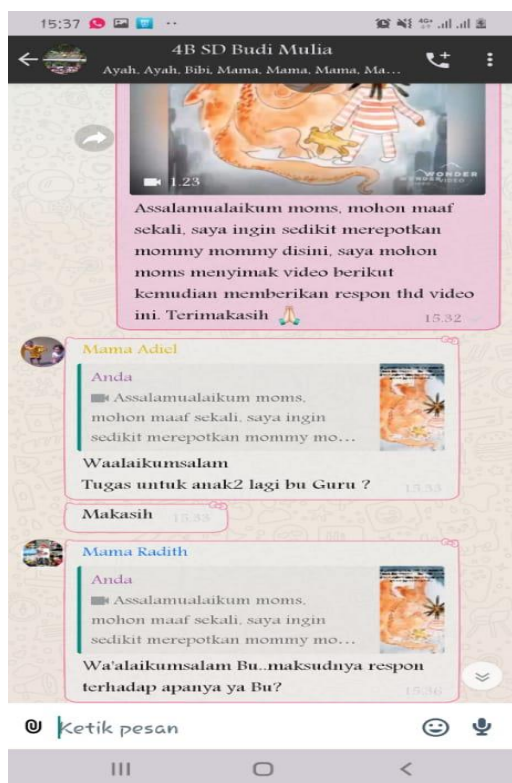 15:37
4B SD Budi Mulia
Ayah, Ayah, Bibi, Mama, Mama, Mama, Ma...
WONDER
1.23
Assalamualaikum moms, mohon maaf
sekali, saya ingin sedikit merepotkan
mommy mommy disini, saya mohon
moms menyimak video berikut
kemudian memberikan respon thd video
ini. Terimakasih 🙏
15.32
Mama Adiel
Anda
Assalamualaikum moms,
mohon maaf sekali, saya ingin
sedikit merepotkan mommy mo...
Waalaikumsalam
Tugas untuk anak2 lagi bu Guru ?
15.33
Makasih 15.33
Mama Radith
Anda
Assalamualaikum moms,
mohon maaf sekali, saya ingin
sedikit merepotkan mommy mo...
Wa'alaikumsalam Bu..maksudnya respon
terhadap apanya ya Bu?
15.36
Ketik pesan